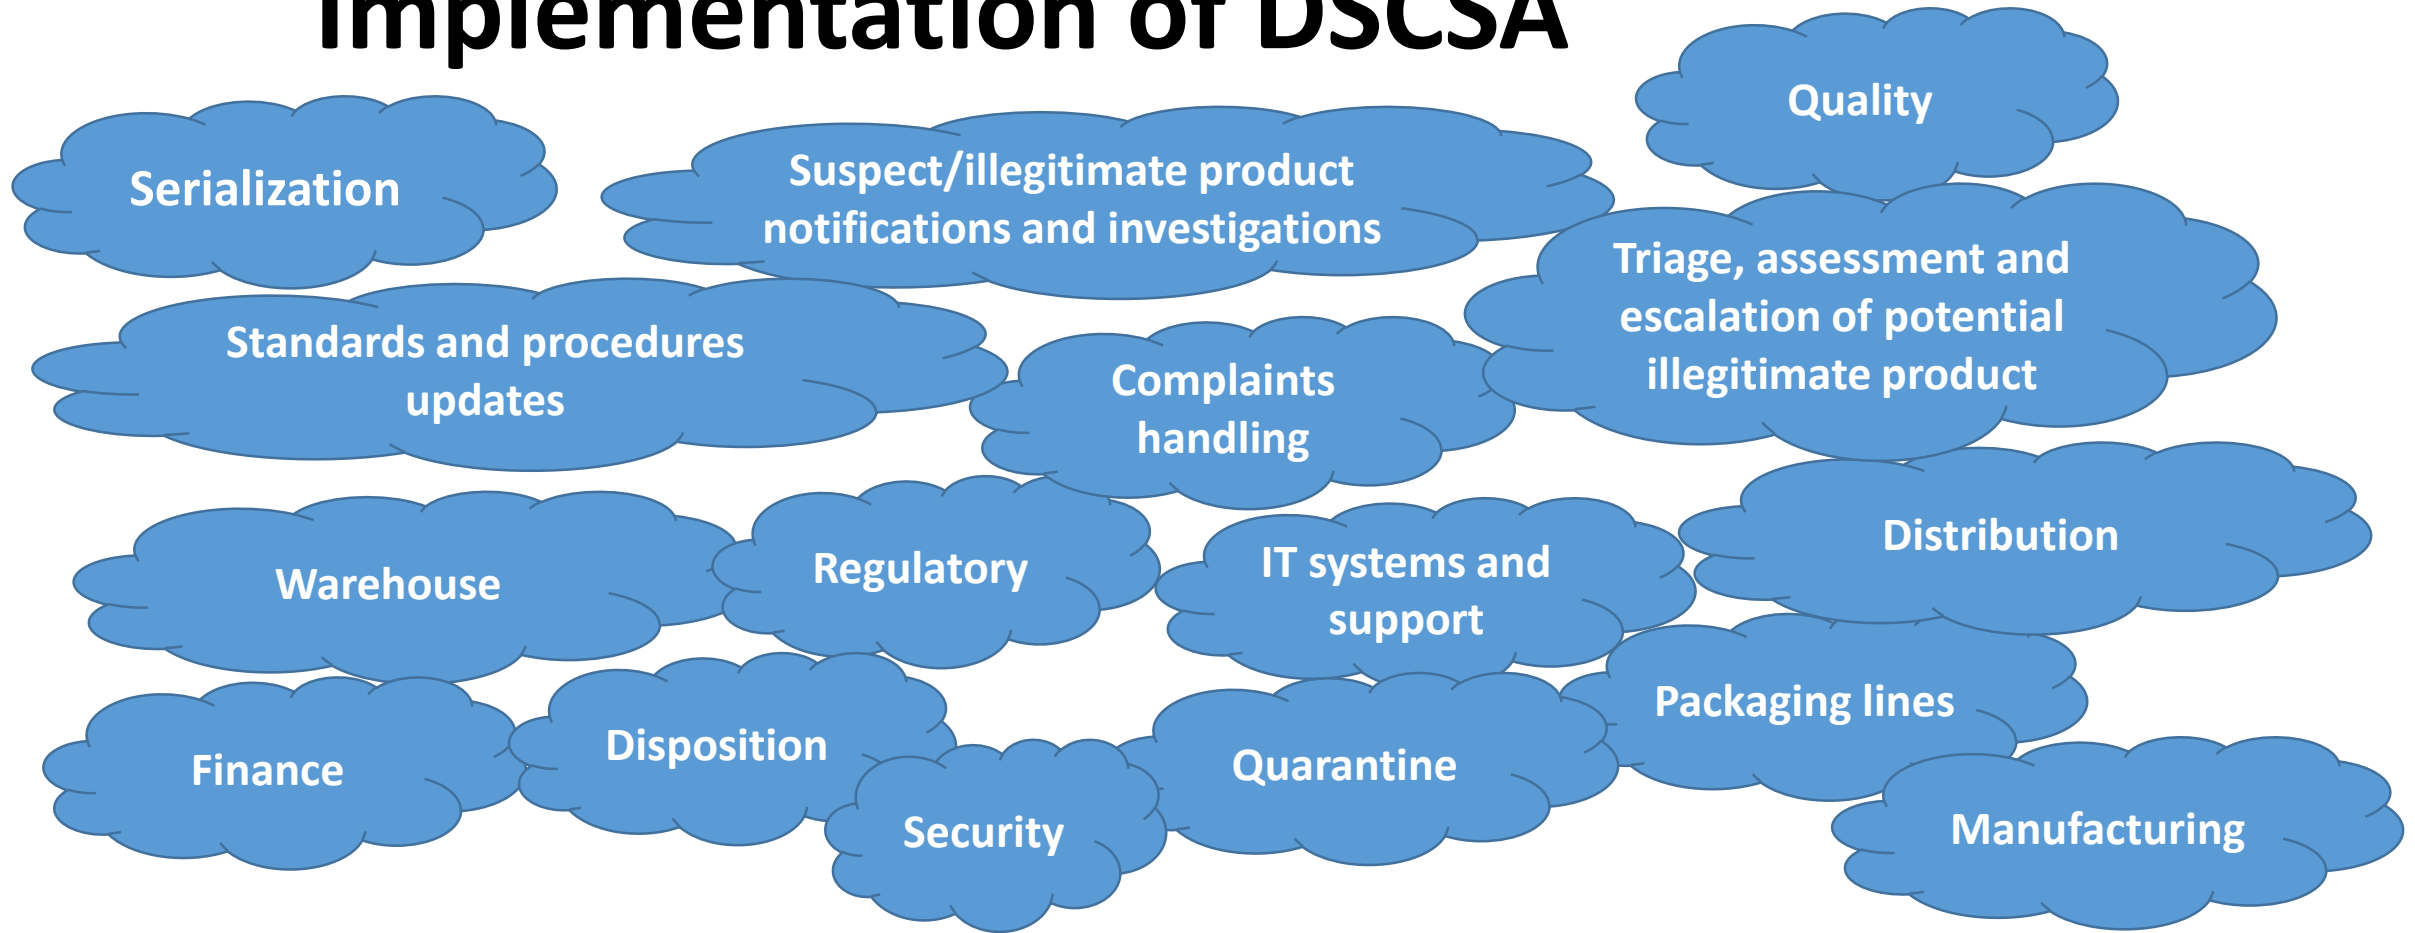 Implementation of DSCSA
Quality
Serialization
Suspect/illegitimate product
notifications and investigations
Triage, assessment and
escalation of potential
illegitimate product
Standards and procedures
updates
Complaints
handling
Warehouse
Regulatory
IT systems and
support
Distribution
Finance
Disposition
Security
Quarantine
Packaging lines
Manufacturing